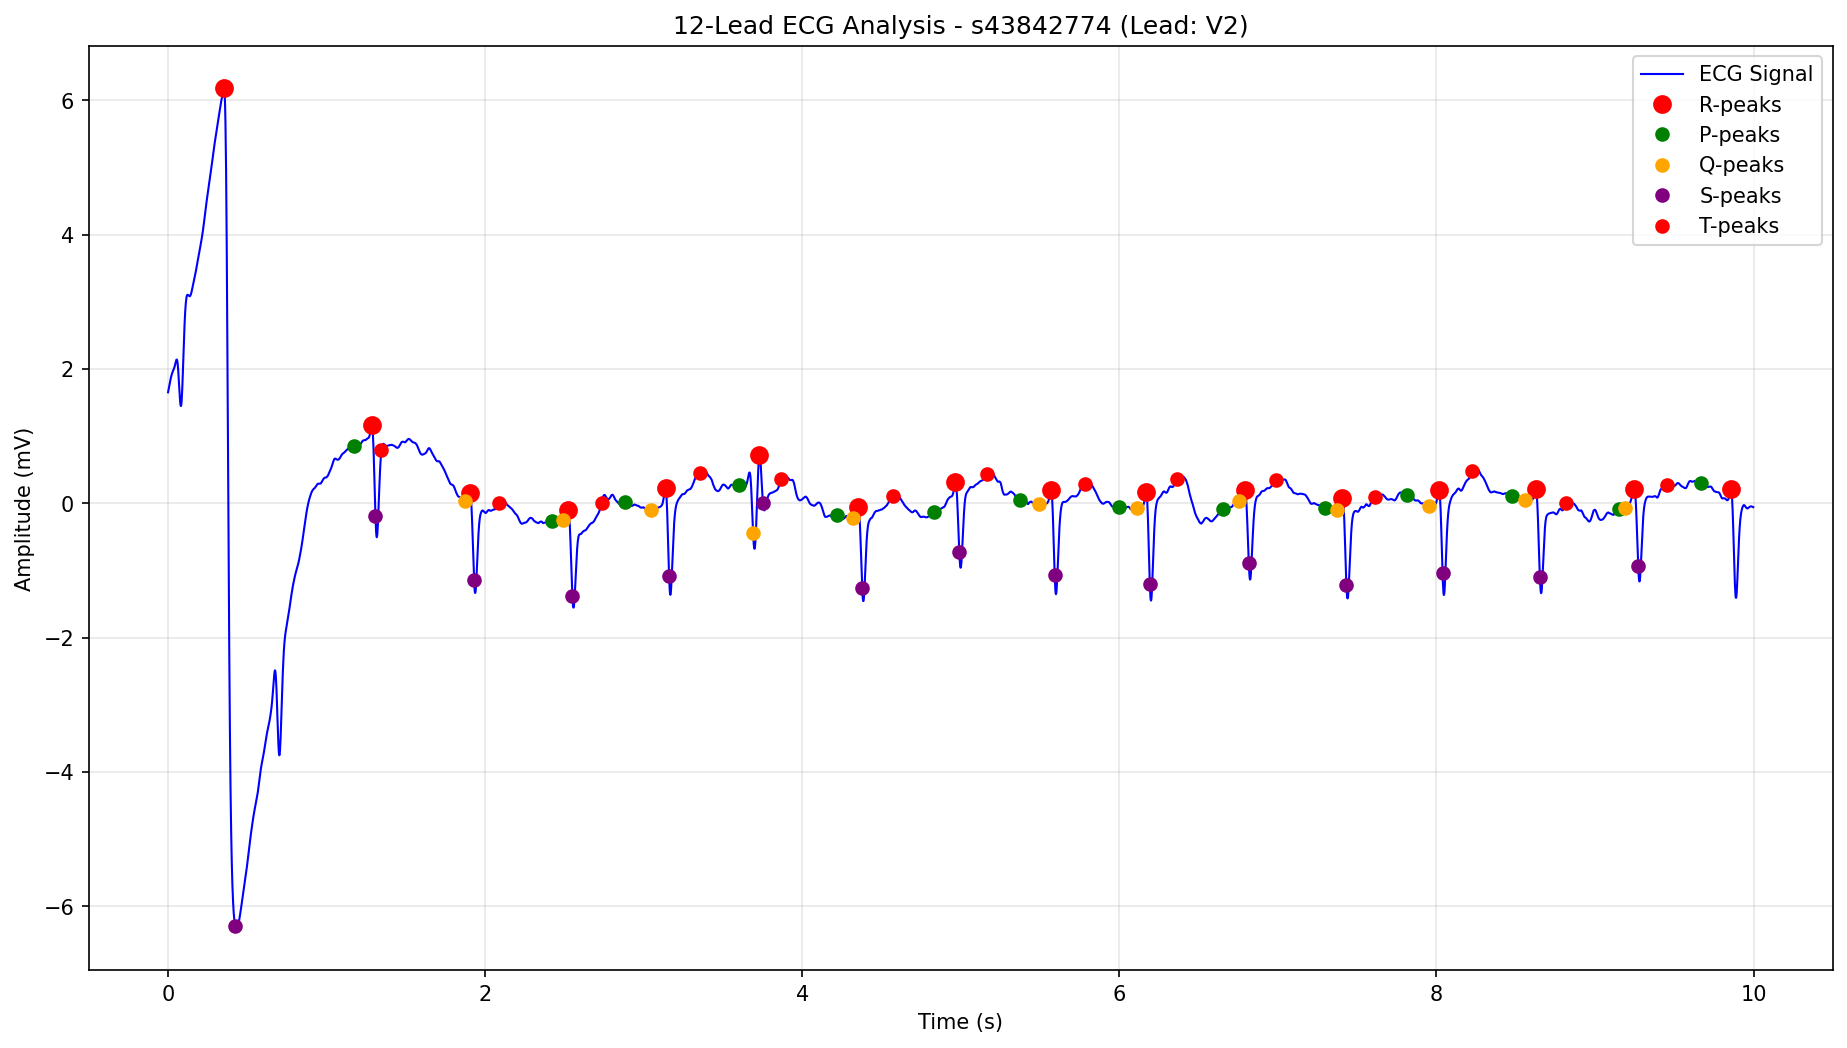 12-Lead ECG Analysis - s43842774 (Lead: V2)
ECG Signal
R-peaks
P-peaks
Q-peaks
S-peaks
T-peaks
Amplitude (mV)
6
4
2
0
−2
−4
−6
0
2
4
6
8
10
Time (s)